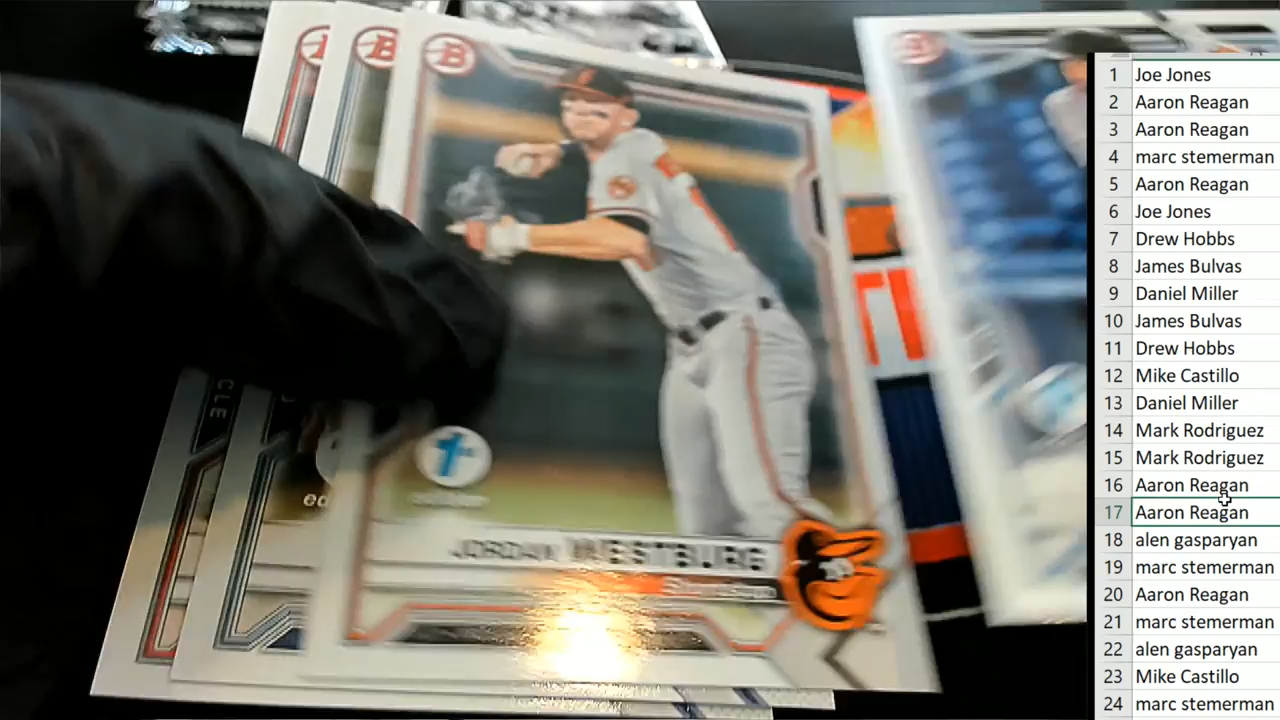 JORDAN WESTBURG
1
Joe Jones
2
Aaron Reagan
3
Aaron Reagan
4
marc stemerman
5
Aaron Reagan
6
Joe Jones
7
Drew Hobbs
8
James Bulvas
9
Daniel Miller
10
James Bulvas
11
Drew Hobbs
12
Mike Castillo
13
Daniel Miller
14
Mark Rodriguez
15
Mark Rodriguez
16
Aaron Reagan
17
Aaron Reagan
18
alen gasparyan
19
marc stemerman
20
Aaron Reagan
21
marc stemerman
22
alen gasparyan
23
Mike Castillo
24
marc stemerman